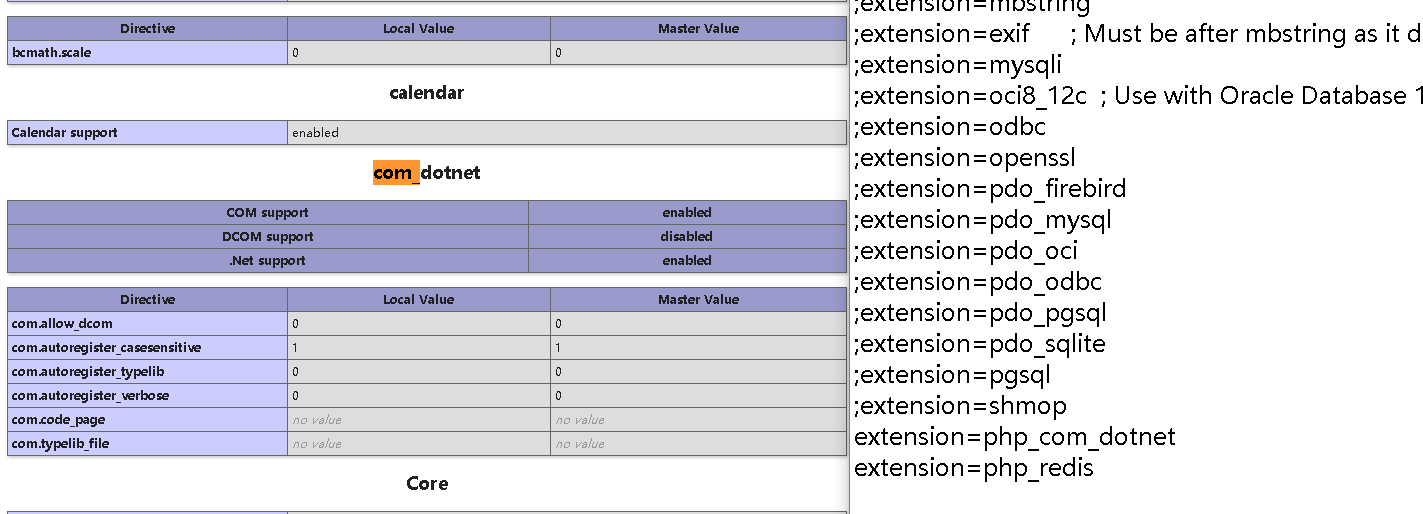 Directive Local Value Master Value
bcmath.scale 0 0
calendar
Calendar support enabled
com_dotnet
COM support enabled
DCOM support disabled
.Net support enabled
Directive Local Value Master Value
com.allow_dcom 0 0
com.autoregister_casesensitive 1 1
com.autoregister_typelib 0 0
com.autoregister_verbose 0 0
com.code_page no value no value
com.typelib_file no value no value
Core
;extension=mbstring
;extension=exif ; Must be after mbstring as it d
;extension=mysqli
;extension=oci8_12c ; Use with Oracle Database 1
;extension=odbc
;extension=openssl
;extension=pdo_firebird
;extension=pdo_mysql
;extension=pdo_oci
;extension=pdo_odbc
;extension=pdo_pgsql
;extension=pdo_sqlite
;extension=pgsql
;extension=shmop
extension=php_com_dotnet
extension=php_redis